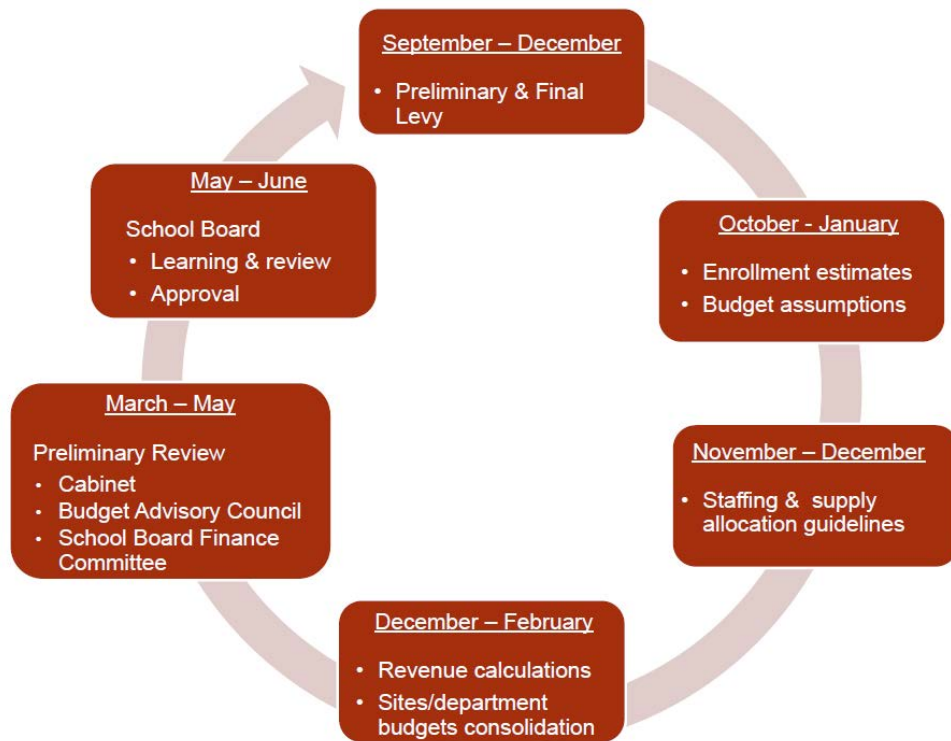 September – December
• Preliminary & Final
Levy
October - January
• Enrollment estimates
• Budget assumptions
November – December
• Staffing & supply
allocation guidelines
December – February
• Revenue calculations
• Sites/department
budgets consolidation
March – May
Preliminary Review
• Cabinet
• Budget Advisory Council
• School Board Finance
Committee
May – June
School Board
• Learning & review
• Approval